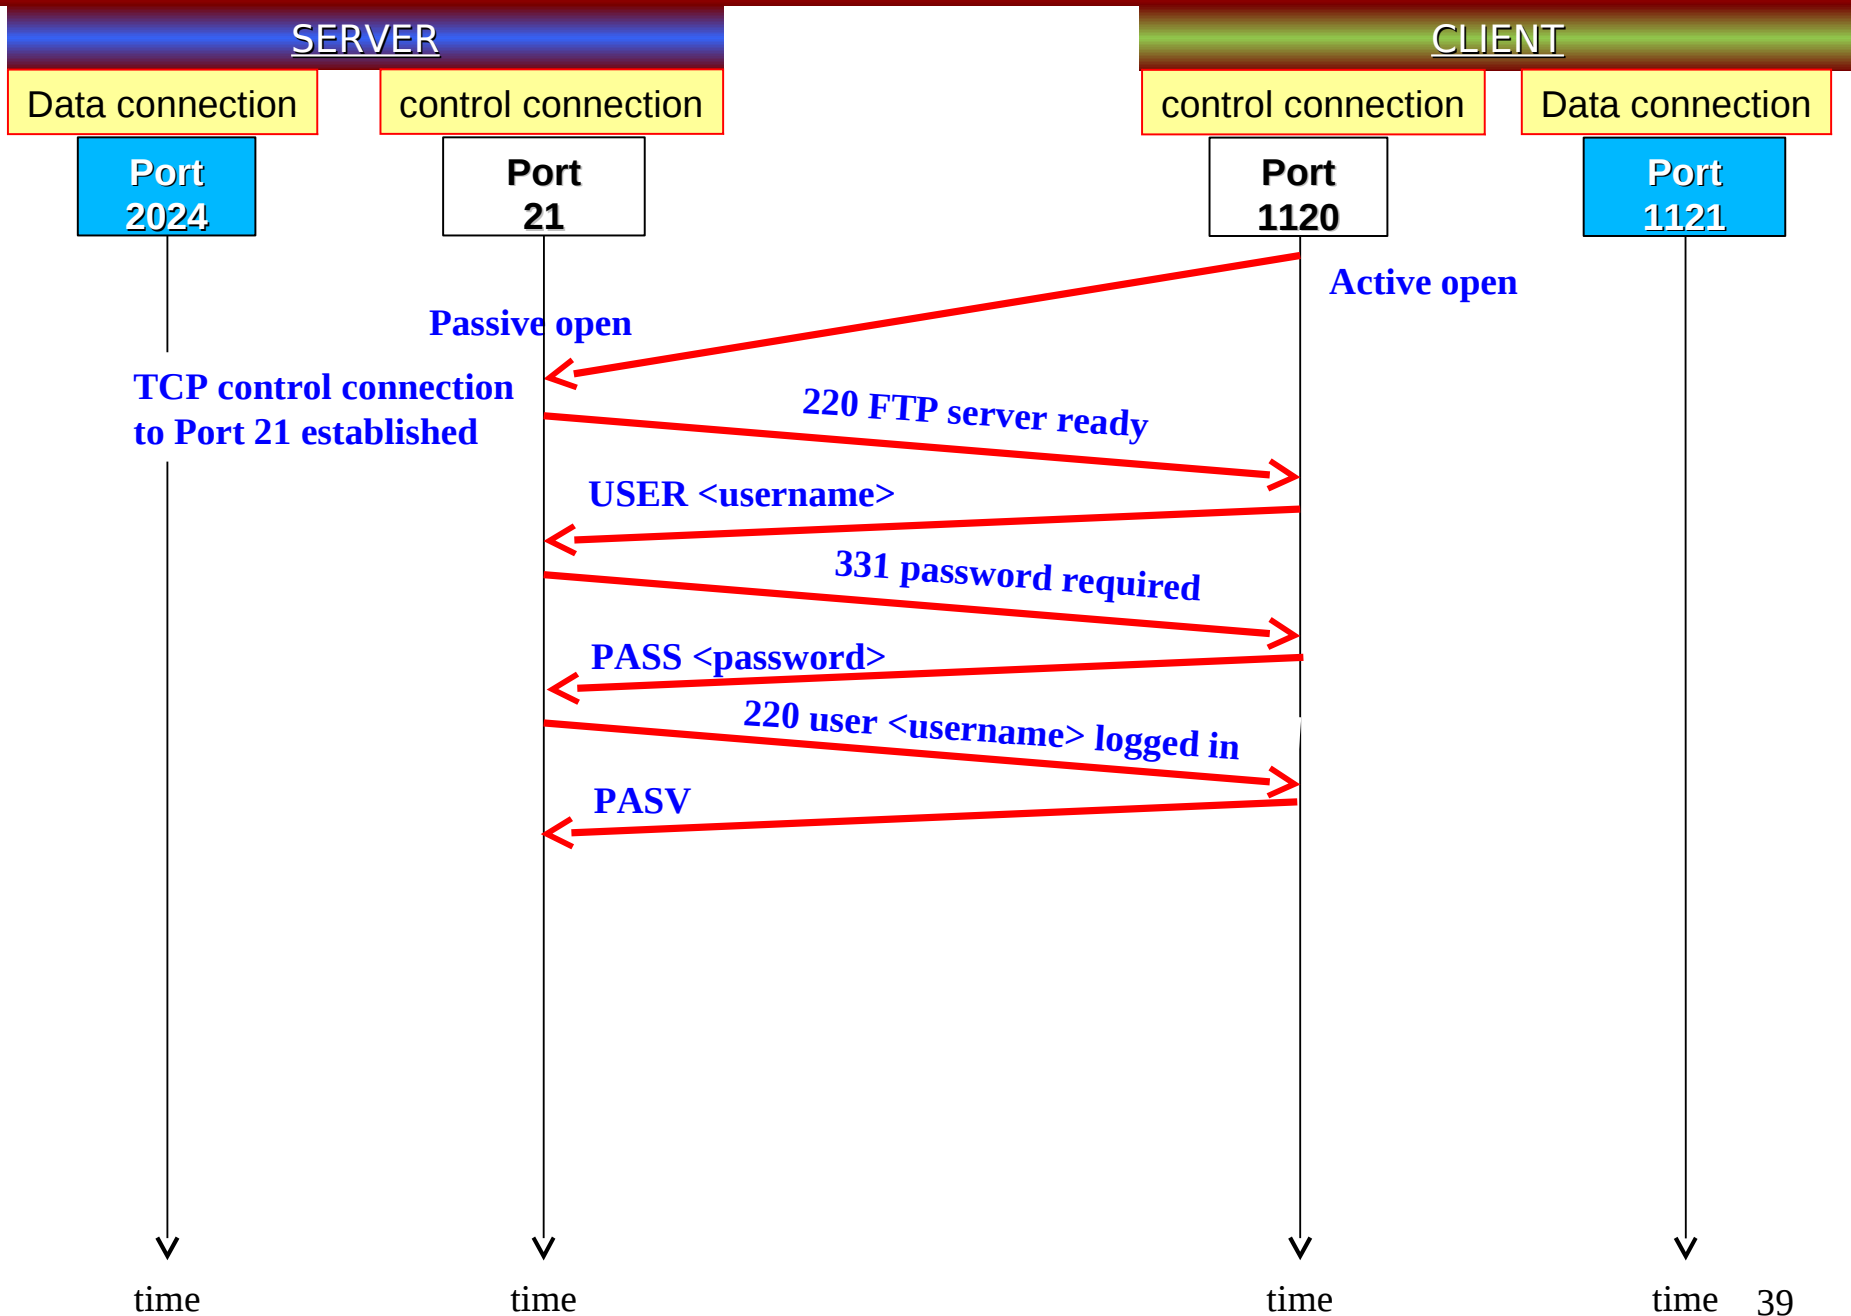 SERVER
CLIENT
Data connection
control connection
control connection
Data connection
Port
2024
Port
21
Port
1120
Port
1121
Active open
Passive open
TCP control connection
to Port 21 established
220 FTP server ready
USER <username>
331 password required
PASS <password>
220 user <username> logged in
PASV
time
time
time
time
39